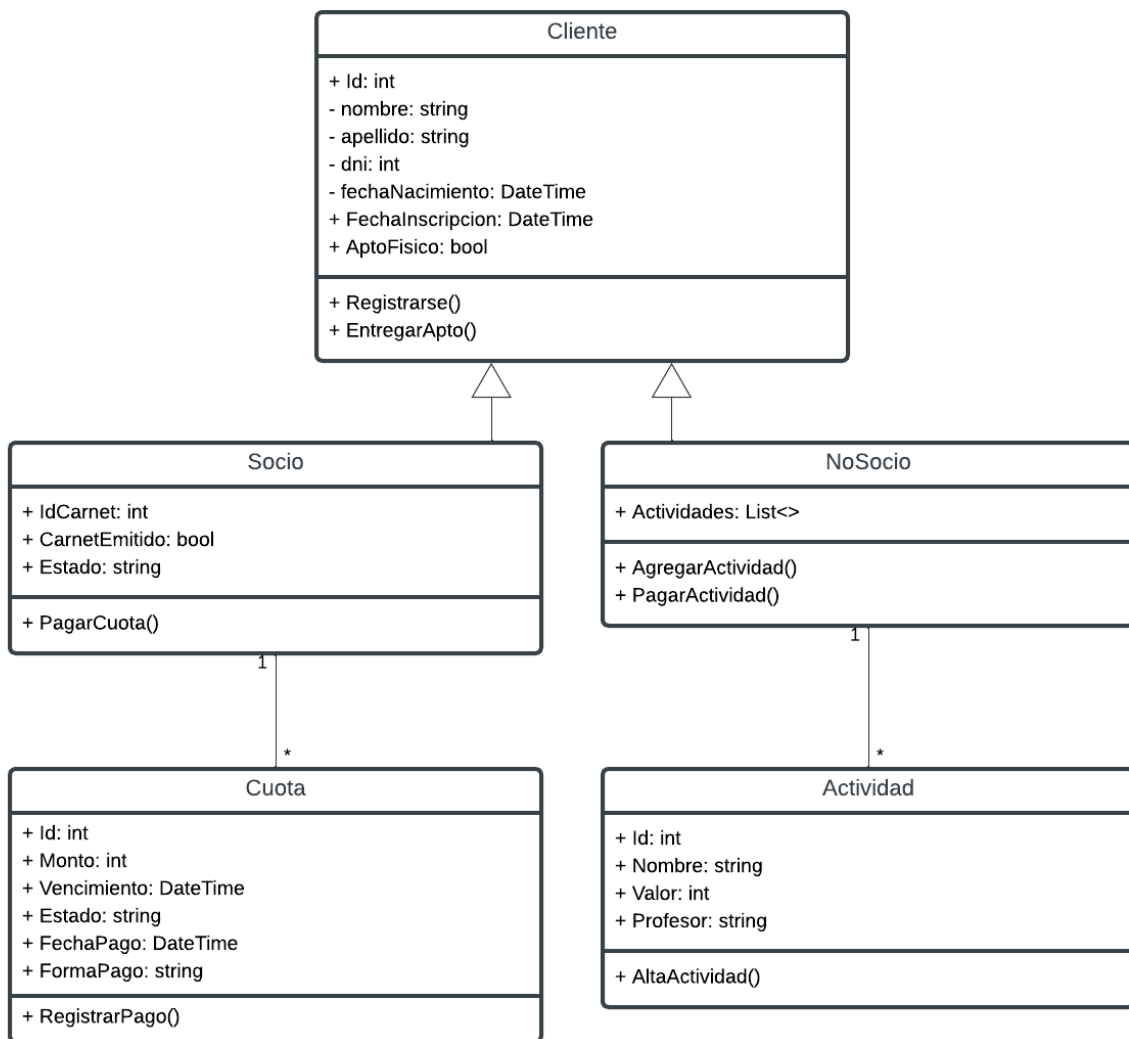 Cliente
+ Id: int
- nombre: string
- apellido: string
- dni: int
- fechaNacimiento: DateTime
+ FechaInscripcion: DateTime
+ AptoFisico: bool
+ Registrarse()
+ EntregarApto()
Socio
+ IdCarnet: int
+ CarnetEmitido: bool
+ Estado: string
+ PagarCuota()
1
*
NoSocio
+ Actividades: List<>
+ AgregarActividad()
+ PagarActividad()
1
*
Cuota
+ Id: int
+ Monto: int
+ Vencimiento: DateTime
+ Estado: string
+ FechaPago: DateTime
+ FormaPago: string
+ RegistrarPago()
Actividad
+ Id: int
+ Nombre: string
+ Valor: int
+ Profesor: string
+ AltaActividad()